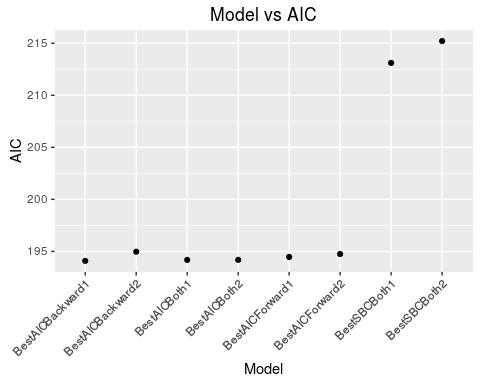 Model vs AIC
215
210
205
200
195
AIC
BestAICBackward1
BestAICBackward2
BestAICBoth1
BestAICBoth2
BestAICForward1
BestAICForward2
BestSBCBoth1
BestSBCBoth2
Model